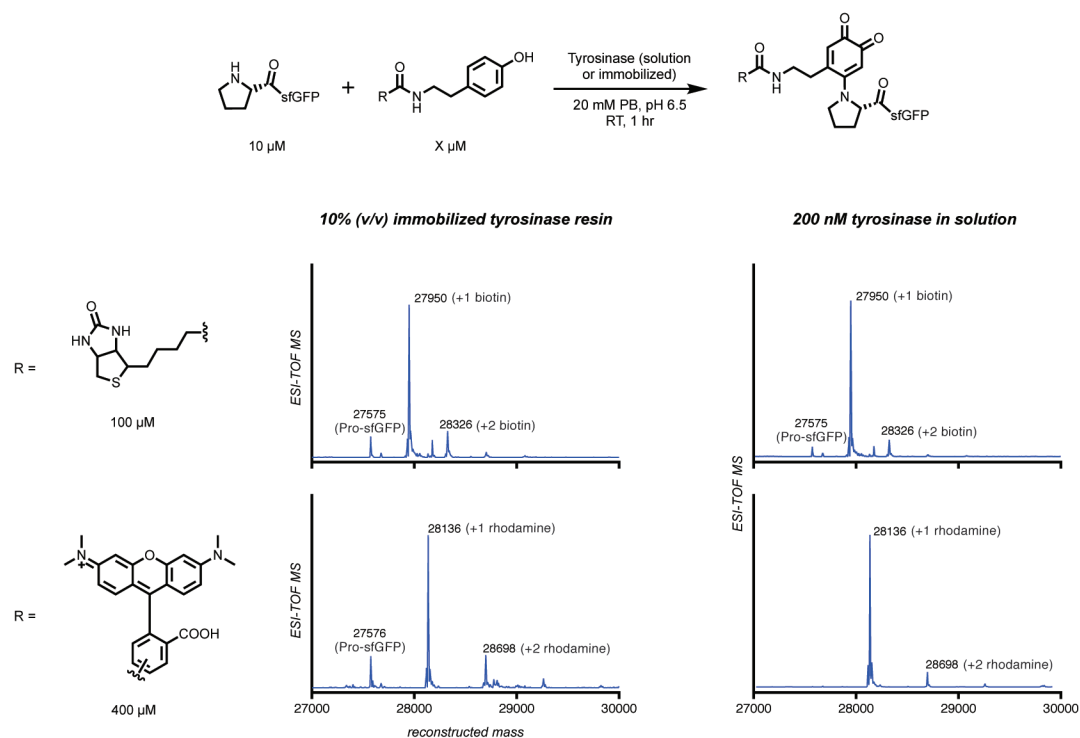 H
N
O
sfGFP
10 µM
+
O
R
N
H
OH
X µM
Tyrosinase (solution
or immobilized)
20 mM PB, pH 6.5
RT, 1 hr
O
O
O
R
N
H
N
O
sfGFP
10% (v/v) immobilized tyrosinase resin
200 nM tyrosinase in solution
R =
O
HN
NH
S
100 µM
ESI-TOF MS
27950 (+1 biotin)
27575
(Pro-sfGFP)
28326 (+2 biotin)
27950 (+1 biotin)
27575
(Pro-sfGFP)
28326 (+2 biotin)
ESI-TOF MS
R =
N
+
O
N
COOH
400 µM
ESI-TOF MS
28136 (+1 rhodamine)
27576
(Pro-sfGFP)
28698 (+2 rhodamine)
28136 (+1 rhodamine)
28698 (+2 rhodamine)
27000 28000 29000 30000
27000 28000 29000 30000
reconstructed mass